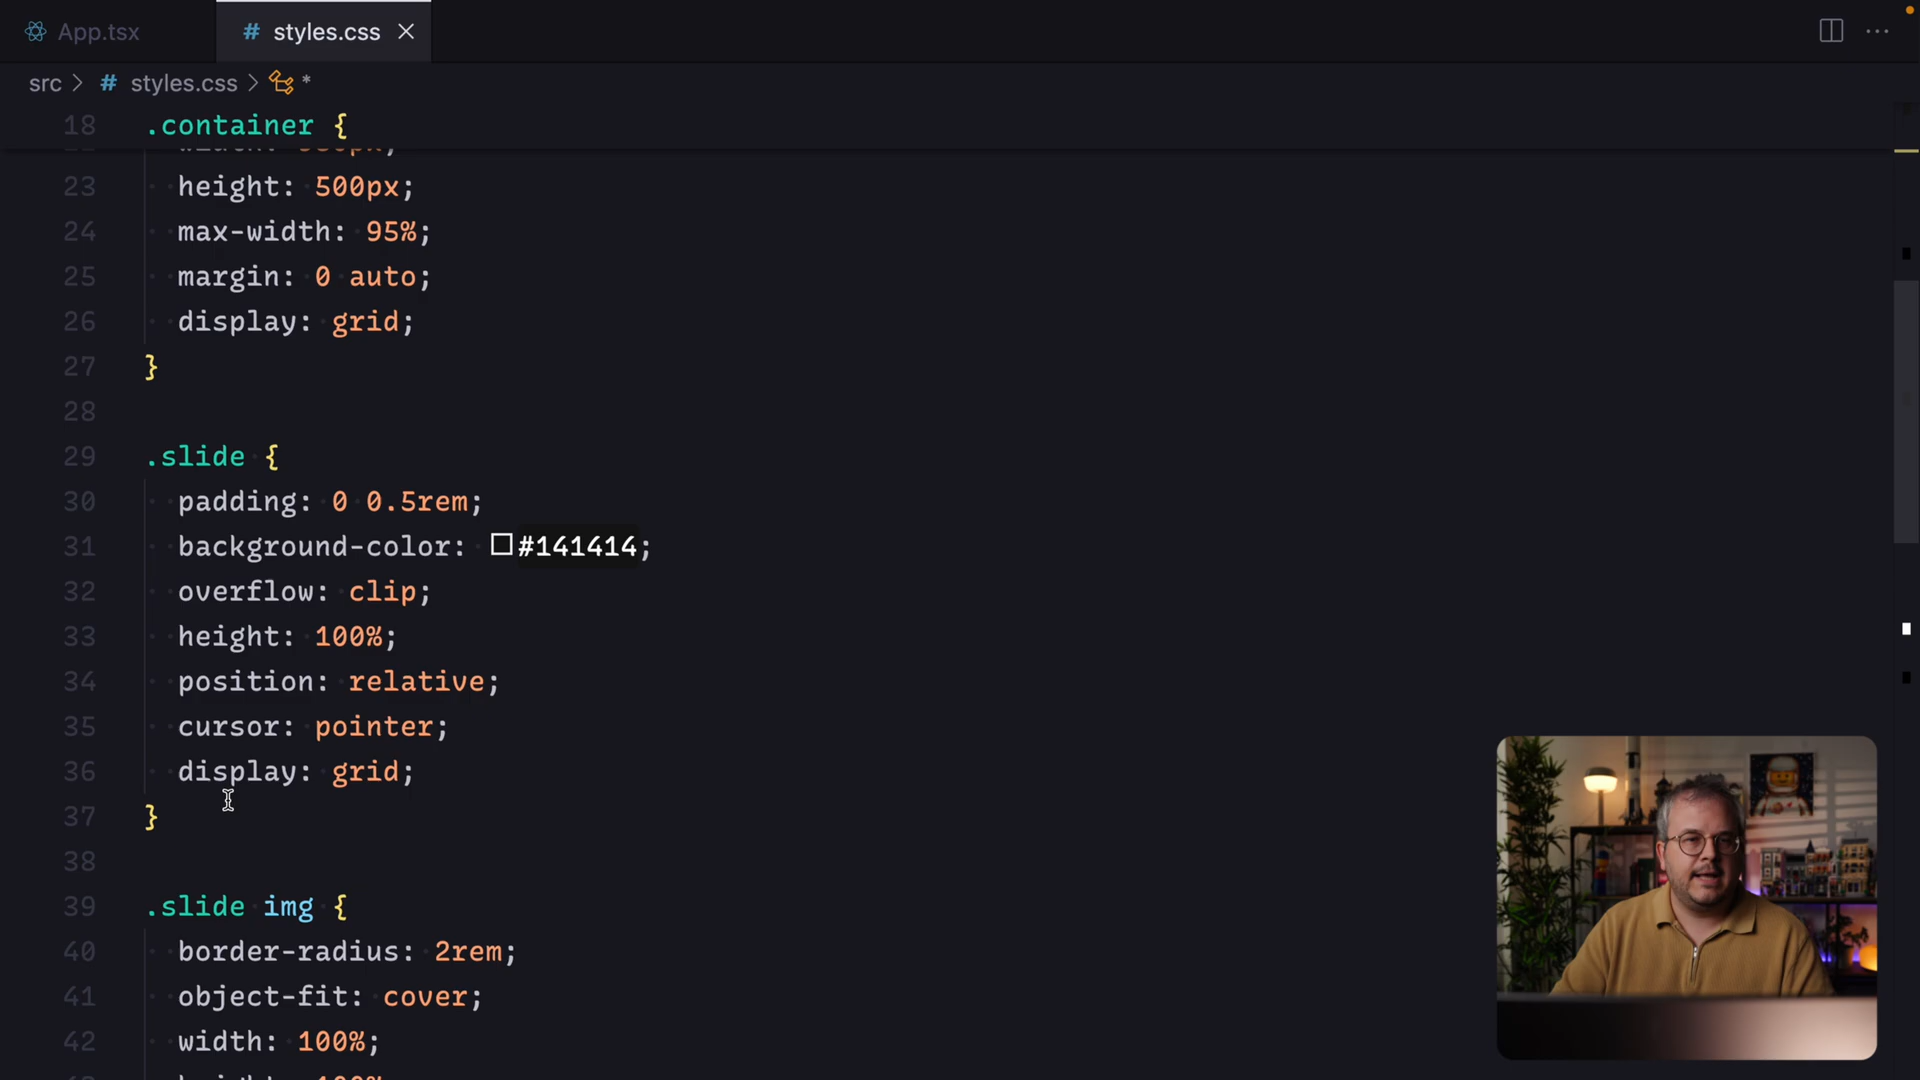 App.tsx
# styles.css
src > # styles.css > *
18 .container {
23 height: 500px;
24 max-width: 95%;
25 margin: 0 auto;
26 display: grid;
27 }
28
29 .slide {
30 padding: 0 0.5rem;
31 background-color: #141414;
32 overflow: clip;
33 height: 100%;
34 position: relative;
35 cursor: pointer;
36 display: grid;
37 }
38
39 .slide img {
40 border-radius: 2rem;
41 object-fit: cover;
42 width: 100%;